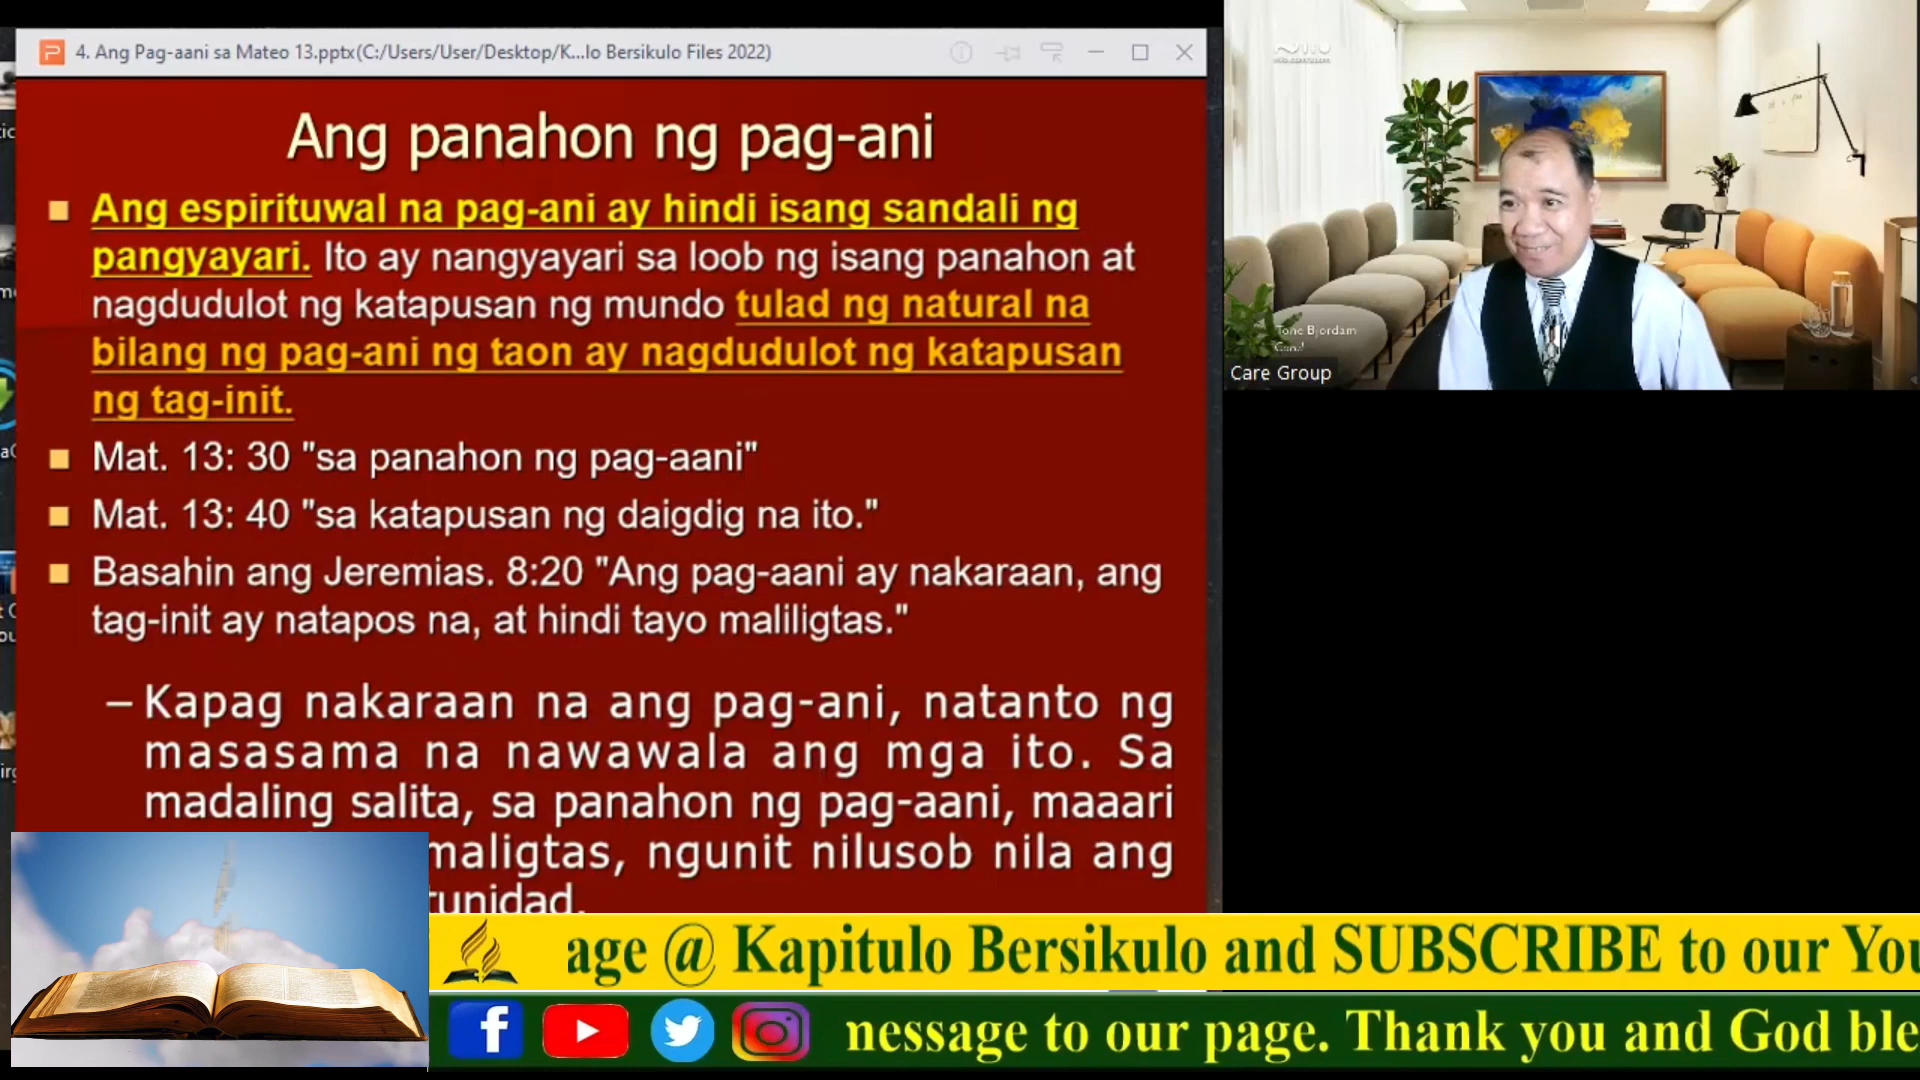 4. Ang Pag-aani sa Mateo 13.pptx(C:/Users/User/Desktop/K...lo Bersikulo Files 2022)
Ang panahon ng pag-ani
Ang espirituwal na pag-ani ay hindi isang sandali ng
pangyayari. Ito ay nangyayari sa loob ng isang panahon at
nagdudulot ng katapusan ng mundo tulad ng natural na
bilang ng pag-ani ng taon ay nagdudulot ng katapusan
ng tag-init.
Mat. 13: 30 "sa panahon ng pag-aani"
Mat. 13: 40 "sa katapusan ng daigdig na ito."
Basahin ang Jeremias. 8:20 "Ang pag-aani ay nakaraan, ang
tag-init ay natapos na, at hindi tayo maliligtas."
– Kapag nakaraan na ang pag-ani, natanto ng
masasama na nawawala ang mga ito. Sa
madaling salita, sa panahon ng pag-aani, maaari
maligtas, ngunit nilusob nila ang
tunidad.
Tone Bjordam
Care Group
age @ Kapitulo Bersikulo and SUBSCRIBE to our You
nessage to our page. Thank you and God ble